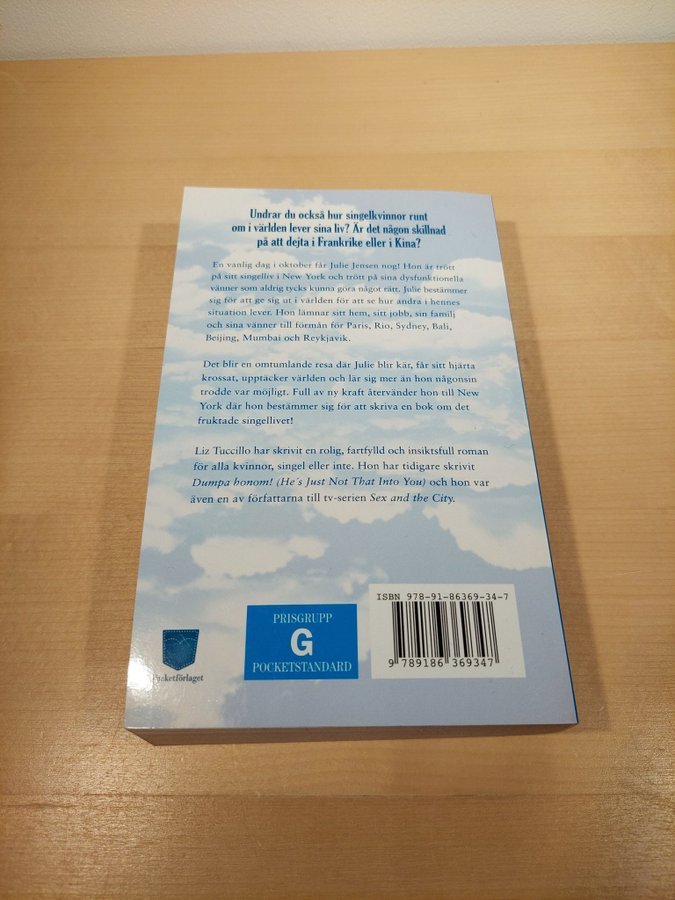 Undrar du också hur singelkvinnor runt
om i världen lever sina liv? Är det någon skillnad
på att dejta i Frankrike eller i Kina?
En vanlig dag i oktober får Julie Jensen nog! Hon är trött
på sitt singelliv i New York och trött på sina dysfunktionella
vänner som aldrig tycks kunna göra något rätt. Julie bestämmer
sig för att ge sig ut i världen för att se hur andra i hennes
situation lever. Hon lämnar sitt hem, sitt jobb, sin familj
och sina vänner till förmån för Paris, Rio, Sydney, Bali,
Beijing, Mumbai och Reykjavik.
Det blir en omtumlande resa där Julie blir kär, får sitt hjärta
krossat, upptäcker världen och lär sig mer än hon någonsin
trodde var möjligt. Full av ny kraft återvänder hon till New
York där hon bestämmer sig för att skriva en bok om det
fruktade singellivet!
Liz Tuccillo har skrivit en rolig, fartfylld och insiktsfull roman
för alla kvinnor, singel eller inte. Hon har tidigare skrivit
Dumpa honom! (He´s Just Not That Into You) och hon var
även en av författarna till tv-serien Sex and the City.
ISBN 978-91-86369-34-7
PRISGRUPP
G
POCKETSTANDARD
9 789186 369347
Pocketförlaget